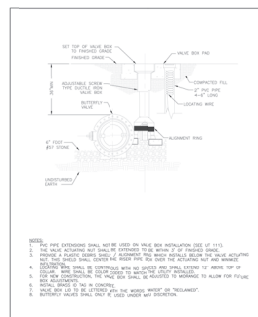 SET TOP OF VALVE BOX
TO FINISHED GRADE
VALVE BOX PAD
FINISHED GRADE
COMPACTED FILL
2" PVC PIPE
4-6" LONG
ADJUSTABLE SCREW
TYPE DUCTILE IRON
VALVE BOX
LOCATING WIRE
BUTTERFLY
VALVE
ALIGNMENT RING
6" FOOT
KEY STONE
UNDISTURBED
EARTH
NOTES:
1. PVC PIPE EXTENSIONS SHALL NOT BE USED ON VALVE BOX INSTALLATION. (SEE UT 111).
2. THE VALVE ACTUATING NUT SHALL BE EXTENDED TO BE WITHIN 3' OF FINISHED GRADE.
3. PROVIDE A PLASTIC DEBRIS SHIELD / ALIGNMENT RING WHICH INSTALLS BELOW THE VALVE ACTUATING
NUT. THIS SHIELD SHALL CENTER THE RISER PIPE BOX OVER THE ACTUATING NUT AND MINIMIZE
INFILTRATION.
4. LOCATING WIRE SHALL BE CONTINUOUS WITH NO SPLICES AND SHALL EXTEND ABOVE TOP OF
COLLAR. WIRE SHALL BE COLOR CODED TO MATCH THE UTILITY INSTALLED.
5. FOR NEW CONSTRUCTION, THE VALVE BOX SHALL BE ADJUSTED TO MIDRANGE TO ALLOW FOR FUTURE
BOX ADJUSTMENTS.
6. INSTALL BRASS ID TAG IN CONCRETE.
7. VALVE BOX LID TO BE LETTERED WITH THE WORDS "WATER" OR "RECLAIMED".
8. BUTTERFLY VALVES SHALL ONLY BE USED UNDER DISCRETION.